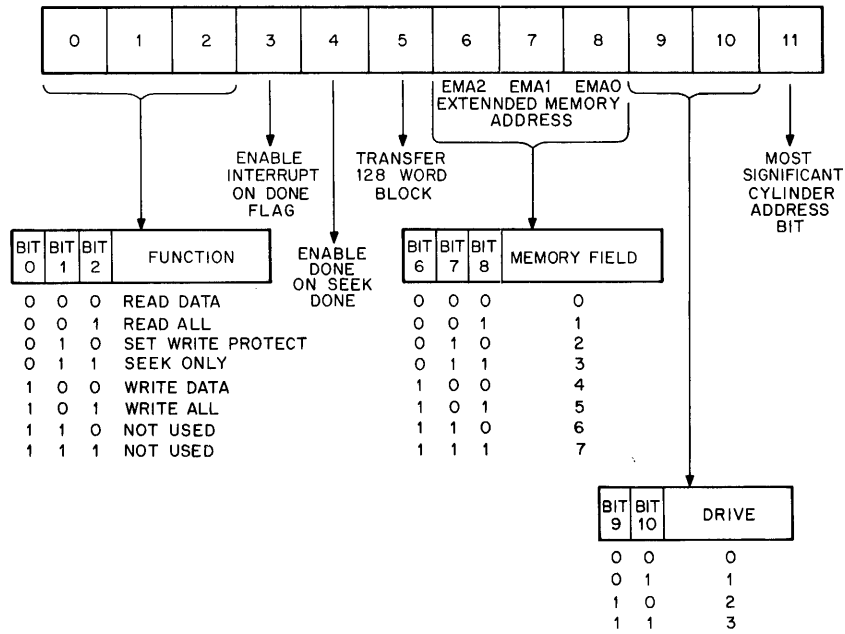 0 1 2 3 4 5 6 7 8 9 10 11
EMA2 EMA1 EMA0
EXTENNDED MEMORY
ADDRESS
ENABLE
INTERRUPT
ON DONE
FLAG
TRANSFER
128 WORD
BLOCK
MOST
SIGNIFICANT
CYLINDER
ADDRESS
BIT
ENABLE
DONE
ON SEEK
DONE
BIT 0 BIT 1 BIT 2 FUNCTION
0 0 0 READ DATA
0 0 1 READ ALL
0 1 0 SET WRITE PROTECT
0 1 1 SEEK ONLY
1 0 0 WRITE DATA
1 0 1 WRITE ALL
1 1 0 NOT USED
1 1 1 NOT USED
BIT 6 BIT 7 BIT 8 MEMORY FIELD
0 0 0 0
0 0 1 1
0 1 0 2
0 1 1 3
1 0 0 4
1 0 1 5
1 1 0 6
1 1 1 7
BIT 9 BIT 10 DRIVE
0 0 0
0 1 1
1 0 2
1 1 3